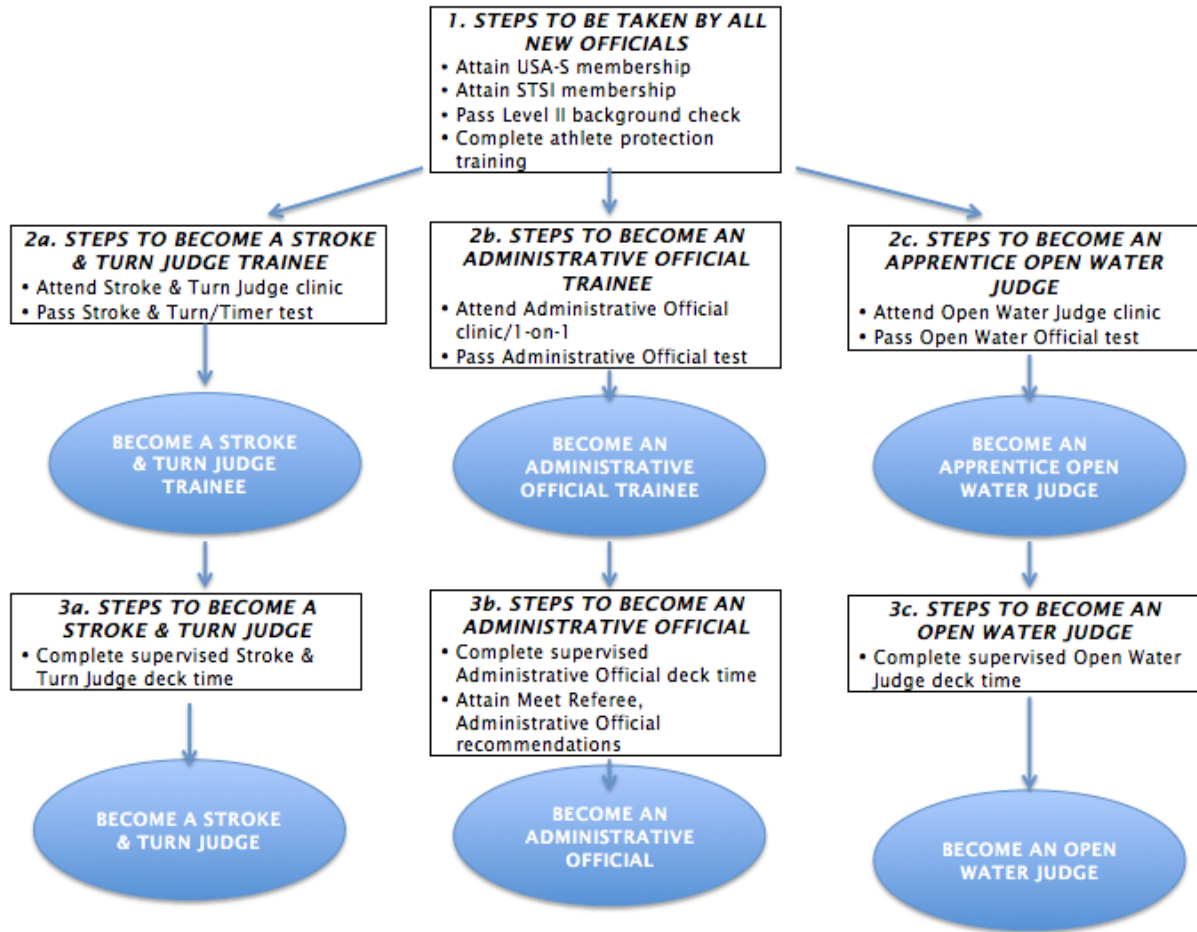 1. STEPS TO BE TAKEN BY ALL
NEW OFFICIALS
• Attain USA-S membership
• Attain STSI membership
• Pass Level II background check
• Complete athlete protection
training
2a. STEPS TO BECOME A STROKE
& TURN JUDGE TRAINEE
• Attend Stroke & Turn Judge clinic
• Pass Stroke & Turn/Timer test
2b. STEPS TO BECOME AN
ADMINISTRATIVE OFFICIAL
TRAINEE
• Attend Administrative Official
clinic/1-on-1
• Pass Administrative Official test
2c. STEPS TO BECOME AN
APPRENTICE OPEN WATER
JUDGE
• Attend Open Water Judge clinic
• Pass Open Water Official test
BECOME A STROKE
& TURN JUDGE
TRAINEE
BECOME AN
ADMINISTRATIVE
OFFICIAL TRAINEE
BECOME AN
APPRENTICE OPEN
WATER JUDGE
3a. STEPS TO BECOME A
STROKE & TURN JUDGE
• Complete supervised Stroke &
Turn Judge deck time
3b. STEPS TO BECOME AN
ADMINISTRATIVE OFFICIAL
• Complete supervised
Administrative Official deck time
• Attain Meet Referee,
Administrative Official
recommendations
3c. STEPS TO BECOME AN
OPEN WATER JUDGE
• Complete supervised Open Water
Judge deck time
BECOME A STROKE
& TURN JUDGE
BECOME AN
ADMINISTRATIVE
OFFICIAL
BECOME AN OPEN
WATER JUDGE